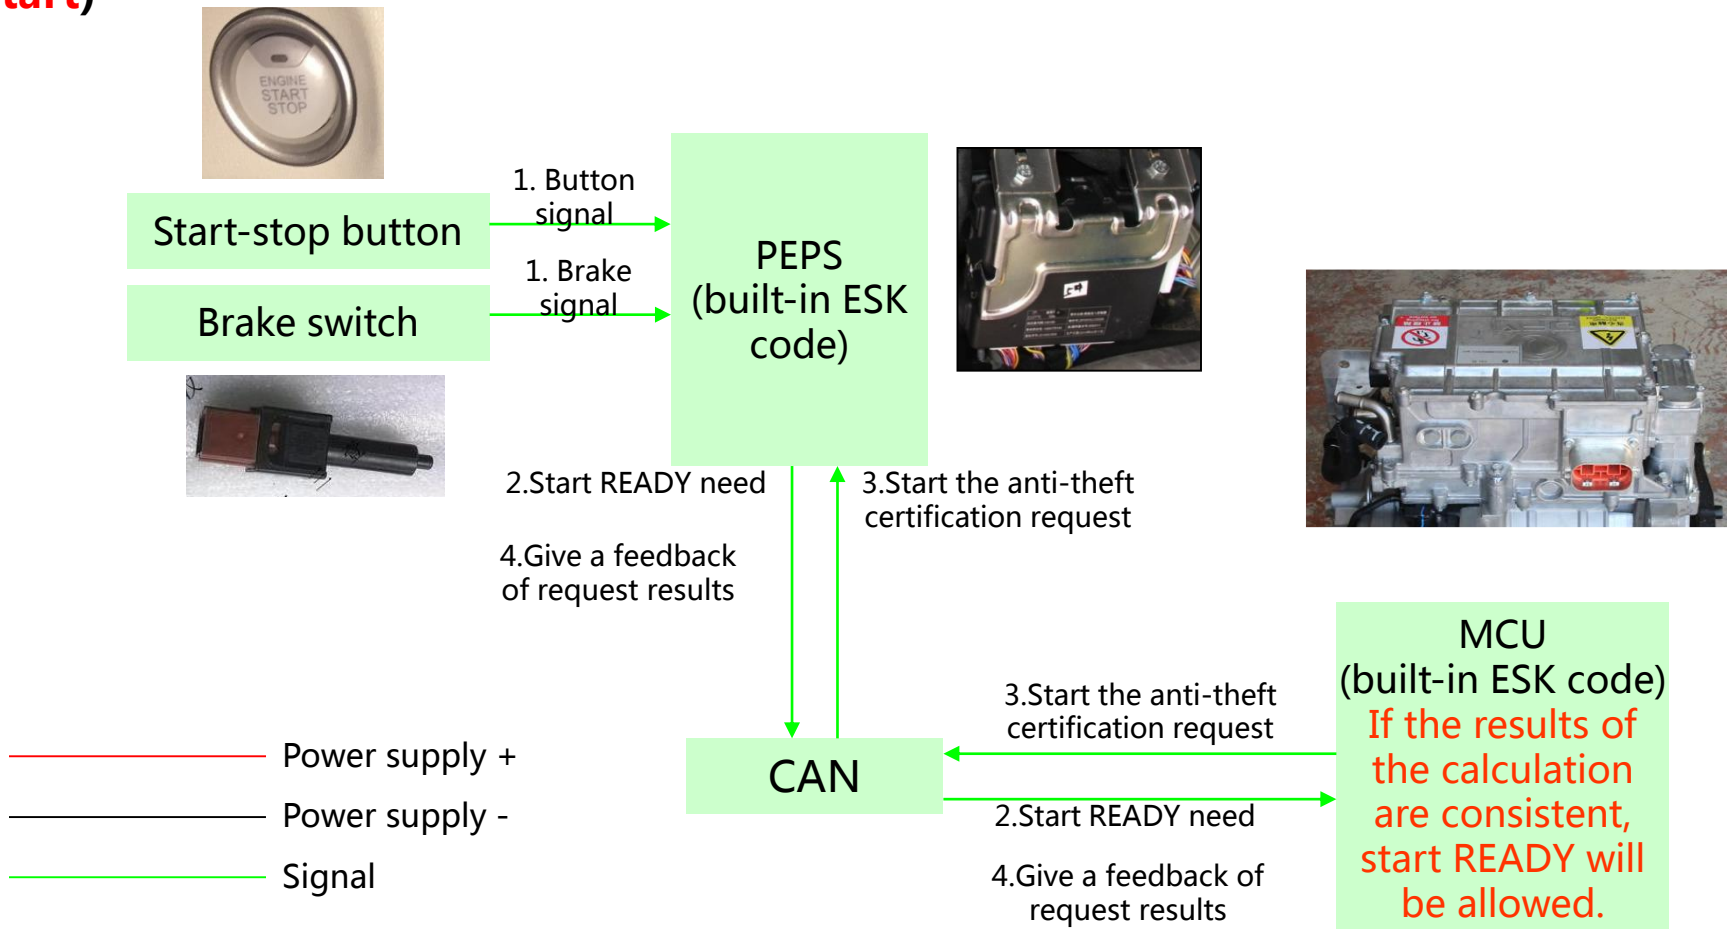 tart)
ENGINE
START
STOP
1. Button
signal
Start-stop button
1. Brake
signal
Brake switch
PEPS
(built-in ESK
code)
2.Start READY need
3.Start the anti-theft
certification request
4.Give a feedback
of request results
MCU
(built-in ESK code)
If the results of
the calculation
are consistent,
start READY will
be allowed.
3.Start the anti-theft
certification request
CAN
2.Start READY need
4.Give a feedback of
request results
Power supply +
Power supply -
Signal